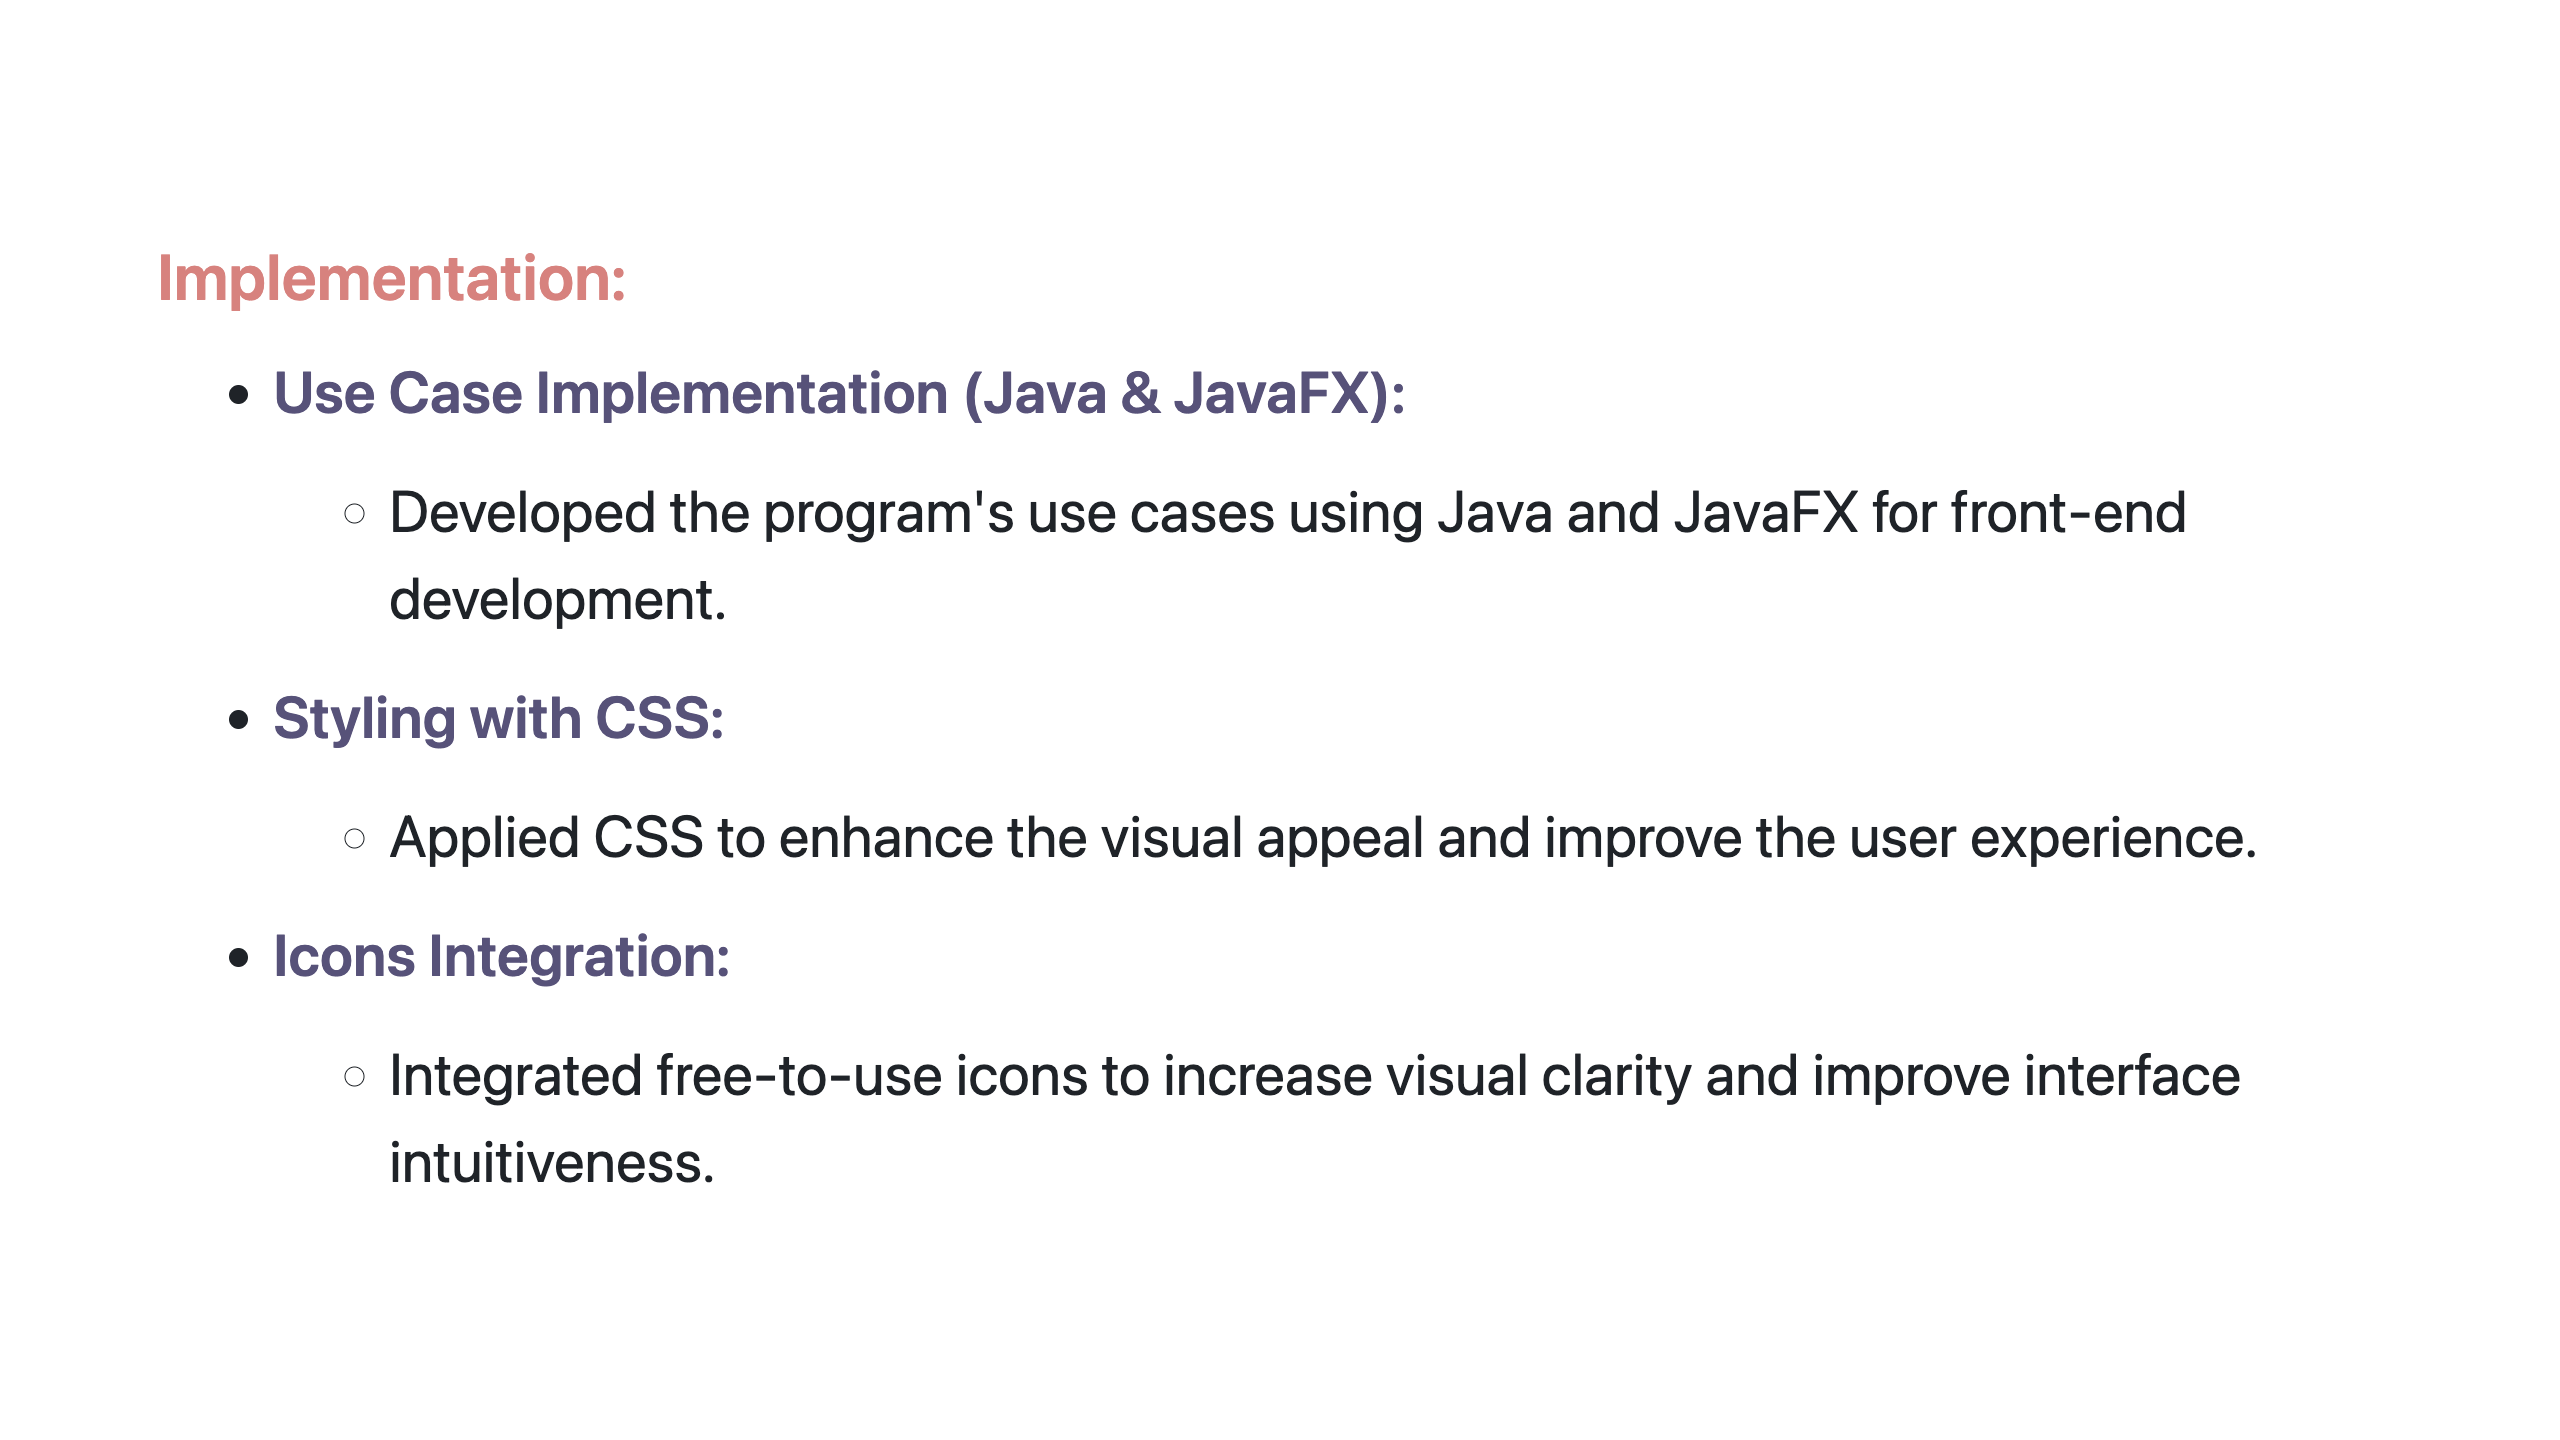 Implementation:
Use Case Implementation (Java & JavaFX):
Developed the program's use cases using Java and JavaFX for front-end
development.
Styling with CSS:
Applied CSS to enhance the visual appeal and improve the user experience.
Icons Integration:
Integrated free-to-use icons to increase visual clarity and improve interface
intuitiveness.